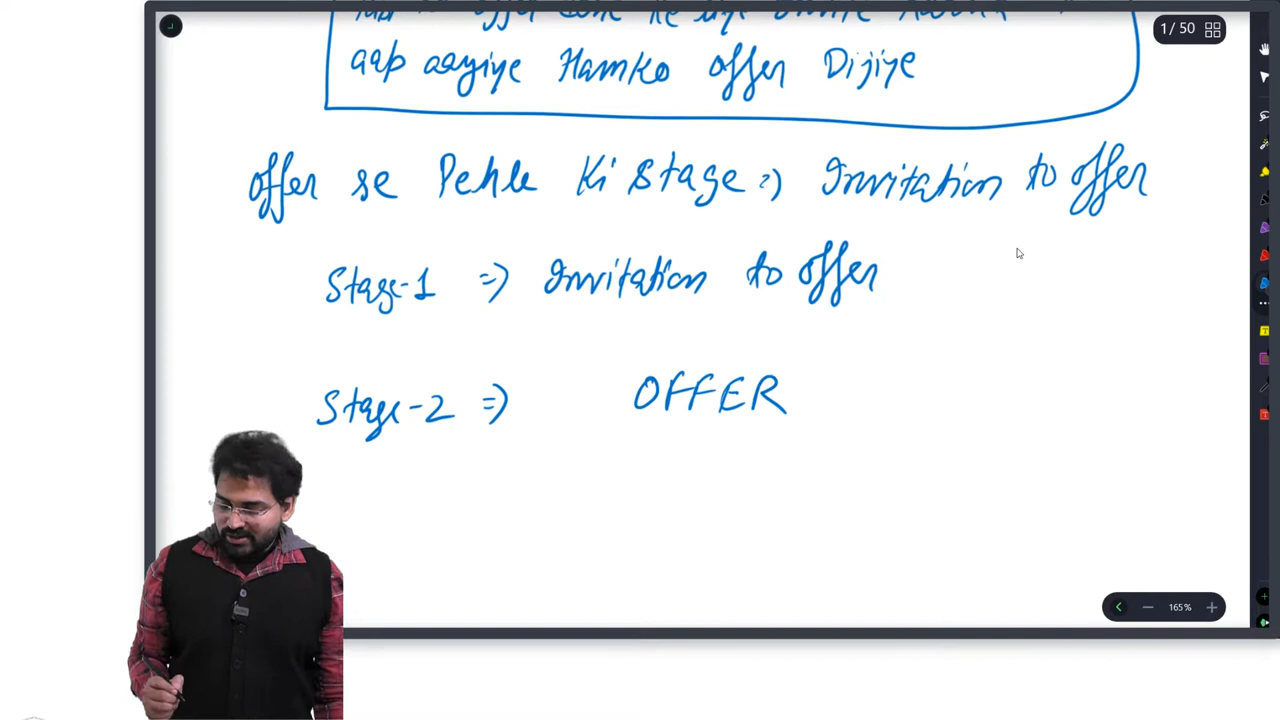 offer
aap aayiye Hamko offer Dijiye
offer se Pehle Ki Stage => Invitation to offer
Stage-1 => Invitation to offer
Stage-2 => OFFER
1/50
165%